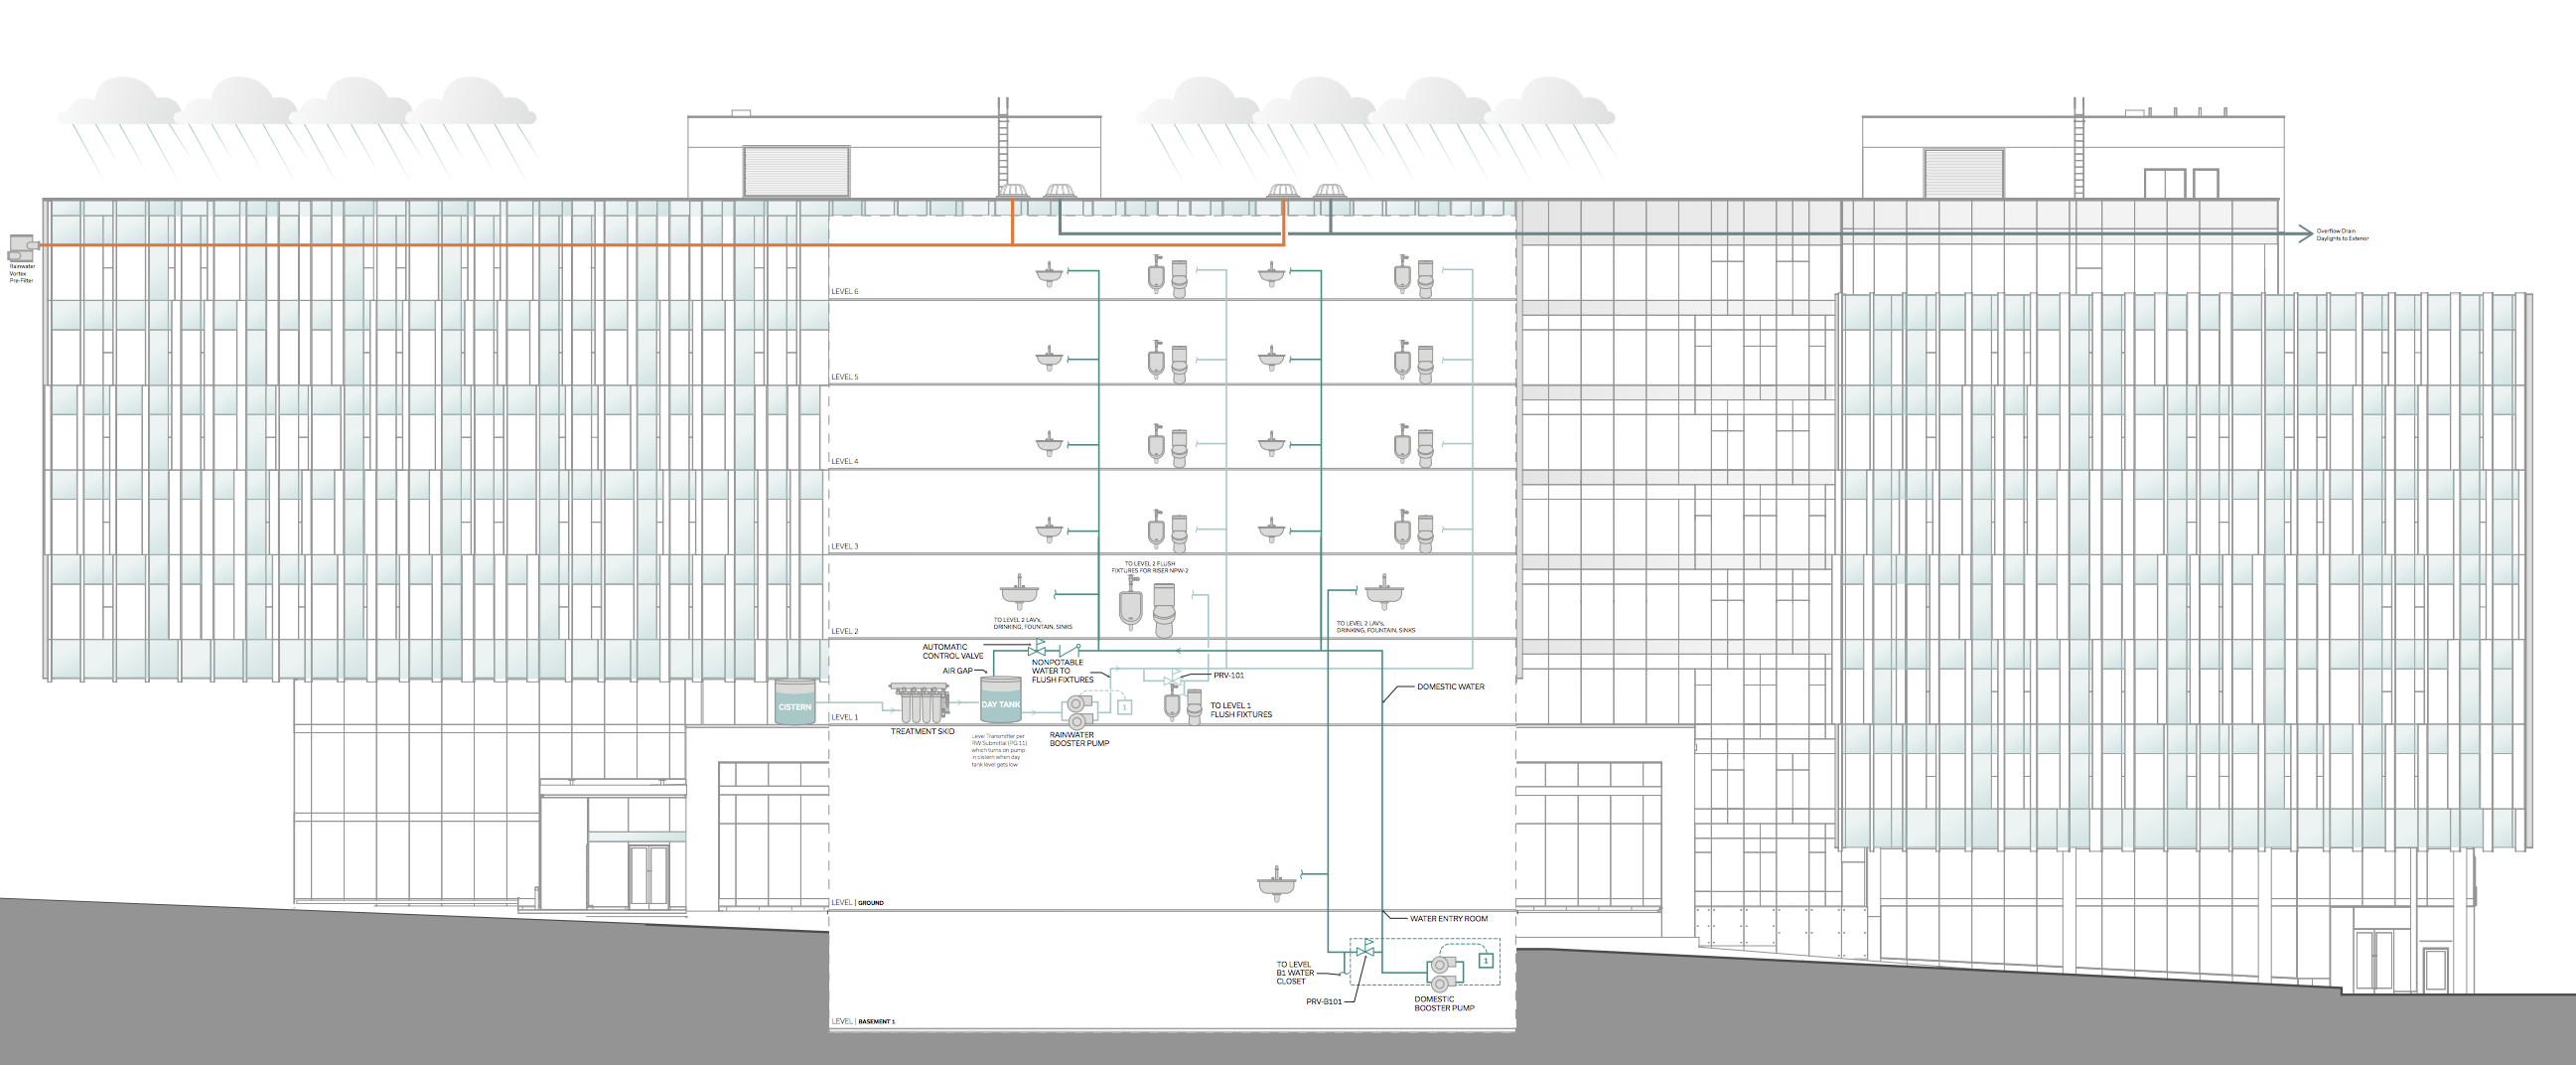 Rainwater
Vortex
Pre-Filter
Overflow Drain
Daylights to Exterior
LEVEL 6
LEVEL 5
LEVEL 4
LEVEL 3
TO LEVEL 2 FLUSH
FIXTURES FOR RISER NPW-2
TO LEVEL 2 LAV's,
DRINKING, FOUNTAIN, SINKS
TO LEVEL 2 LAV's,
DRINKING, FOUNTAIN, SINKS
LEVEL 2
AUTOMATIC
CONTROL VALVE
AIR GAP
NONPOTABLE
WATER TO
FLUSH FIXTURES
PRV-101
DOMESTIC WATER
CISTERN
DAY TANK
1
TO LEVEL 1
FLUSH FIXTURES
LEVEL 1
TREATMENT SKID
Level Transmitter per
RW Submittal (PG 11)
which turns on pump
in cistern when day
tank level gets low
RAINWATER
BOOSTER PUMP
LEVEL | GROUND
WATER ENTRY ROOM
TO LEVEL
B1 WATER
CLOSET
1
PRV-B101
DOMESTIC
BOOSTER PUMP
LEVEL | BASEMENT 1